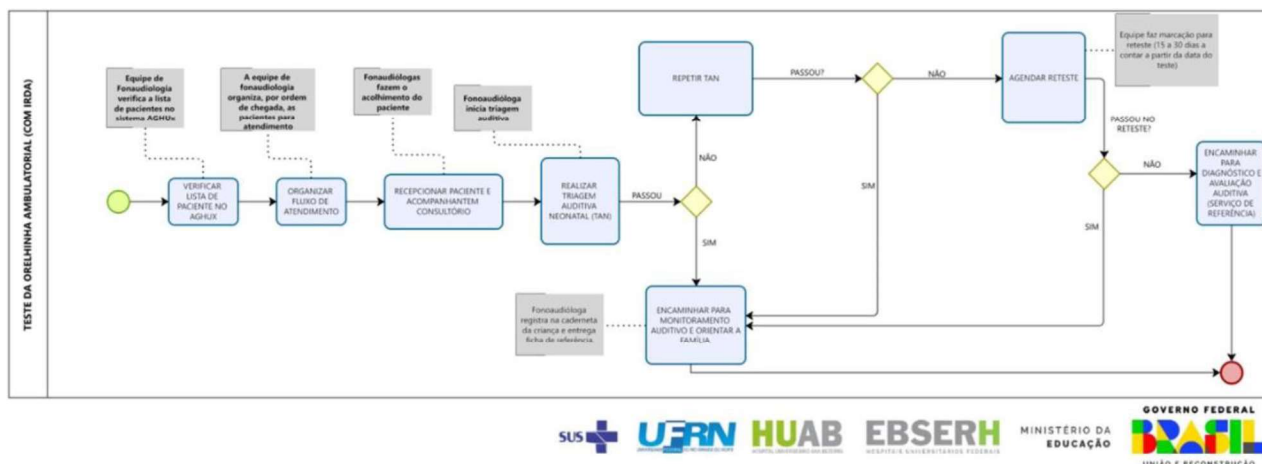 TESTE DA ORELHINHA AMBULATORIAL (COM IRDA)
Equipe de
Fonaudiologia
verifica a lista
de pacientes no
sistema AGHUx
A equipe de
fonaudiologia
organiza, por ordem
de chegada, as
pacientes para
atendimento
Fonaudiólogas
fazem o
acolhimento do
paciente
Fonoaudióloga
inicia triagem
auditiva
VERIFICAR
LISTA DE
PACIENTE NO
AGHUX
ORGANIZAR
FLUXO DE
ATENDIMENTO
RECEPCIONAR PACIENTE E
ACOMPANHANTEM
CONSULTÓRIO
REALIZAR
TRIAGEM
AUDITIVA
NEONATAL (TAN)
PASSOU
NÃO
SIM
REPETIR TAN
PASSOU?
NÃO
SIM
AGENDAR RETESTE
Equipe faz marcação para
reteste (15 a 30 dias a
contar a partir da data do
teste)
PASSOU NO
RETESTE?
NÃO
SIM
ENCAMINHAR
PARA
DIAGNÓSTICO E
AVALIAÇÃO
AUDITIVA
(SERVIÇO DE
REFERÊNCIA)
Fonoaudióloga
registra na caderneta
da criança e entrega
ficha de referência
ENCAMINHAR PARA
MONITORAMENTO
AUDITIVO E ORIENTAR A
FAMÍLIA
SUS
UFRN
HUAB
EBSERH
HOSPITAIS UNIVERSITÁRIOS FEDERAIS
MINISTÉRIO DA
EDUCAÇÃO
GOVERNO FEDERAL
BRASIL
UNIÃO E RECONSTRUÇÃO